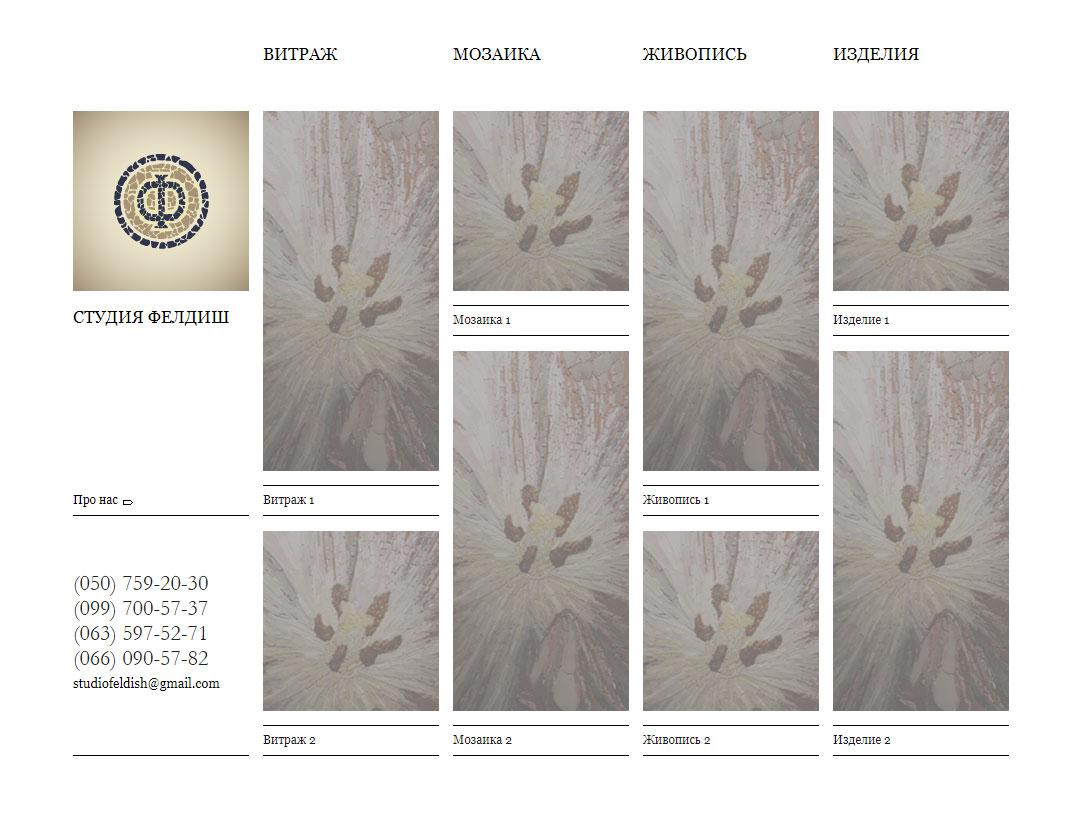 ВИТРАЖ
МОЗАИКА
ЖИВОПИСЬ
ИЗДЕЛИЯ
Ф
СТУДИЯ ФЕЛДИШ
Про нас
(050) 759-20-30
(099) 700-57-37
(063) 597-52-71
(066) 090-57-82
studiofeldish@gmail.com
Витраж 1
Витраж 2
Мозаика 1
Мозаика 2
Живопись 1
Живопись 2
Изделие 1
Изделие 2